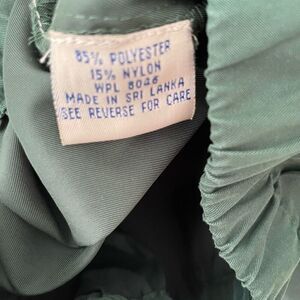 85% POLYESTER
15% NYLON
WPL 8046
MADE IN SRI LANKA
SEE REVERSE FOR CARE